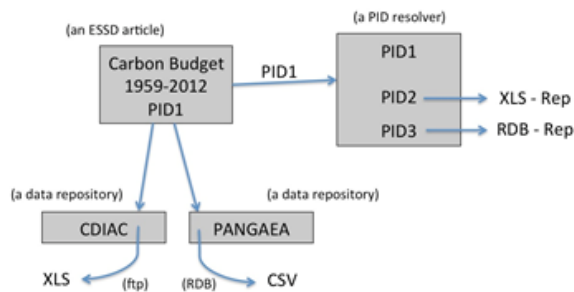 (an ESSD article)
Carbon Budget
1959-2012
PID1
PID1
(a PID resolver)
PID1
PID2
XLS - Rep
PID3
RDB - Rep
(a data repository)
CDIAC
XLS
(ftp)
(a data repository)
PANGAEA
(RDB)
CSV